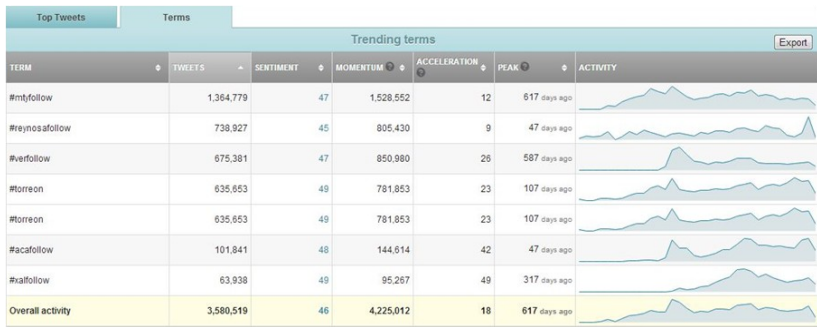 Top Tweets Terms
Trending terms
Export
TERM TWEETS SENTIMENT MOMENTUM ACCELERATION PEAK ACTIVITY
#mtyfollow 1,364,779 47 1,528,552 12 617 days ago
#reynosafollow 738,927 45 805,430 9 47 days ago
#verfollow 675,381 47 850,980 26 587 days ago
#torreon 635,653 49 781,853 23 107 days ago
#torreon 635,653 49 781,853 23 107 days ago
#acafollow 101,841 48 144,614 42 47 days ago
#xalfollow 63,938 49 95,267 49 317 days ago
Overall activity 3,580,519 46 4,225,012 18 617 days ago